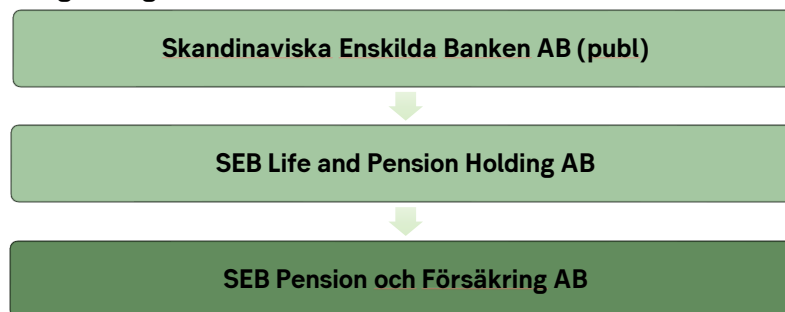 Skandinaviska Enskilda Banken AB (publ)
SEB Life and Pension Holding AB
SEB Pension och Försäkring AB